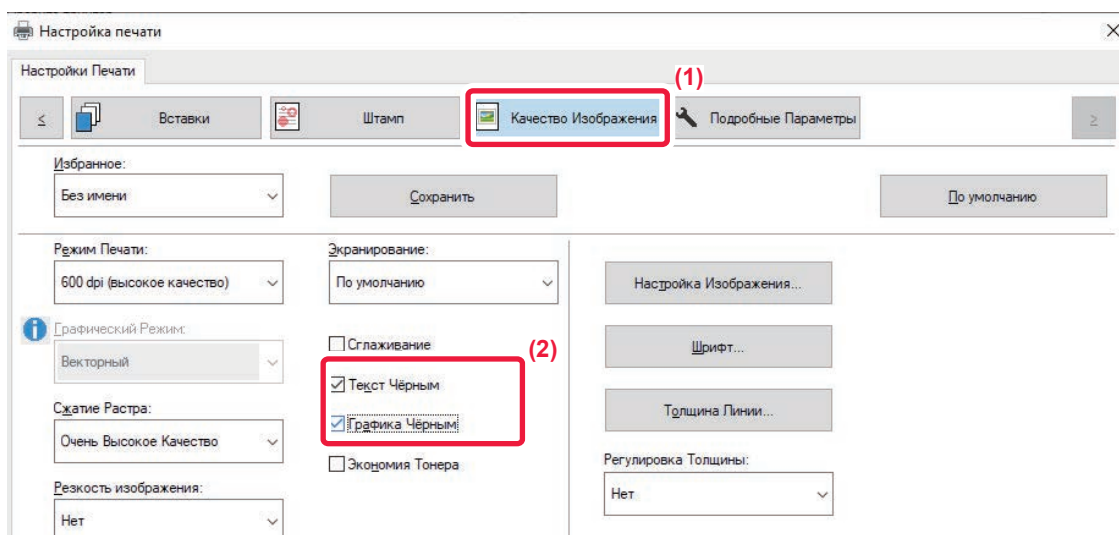 Настройка печати
Настройки Печати
(1)
<
Вставки
Штамп
Качество Изображения
Подробные Параметры
>
Избранное:
Без имени
Сохранить
По умолчанию
Режим Печати:
600 dpi (высокое качество)
Экранирование:
По умолчанию
Настройка Изображения...
Графический Режим:
Векторный
Сглаживание
(2)
Шрифт...
Текст Чёрным
Сжатие Растра:
Очень Высокое Качество
Графика Чёрным
Толщина Линии...
Экономия Тонера
Регулировка Толщины:
Нет
Резкость изображения:
Нет